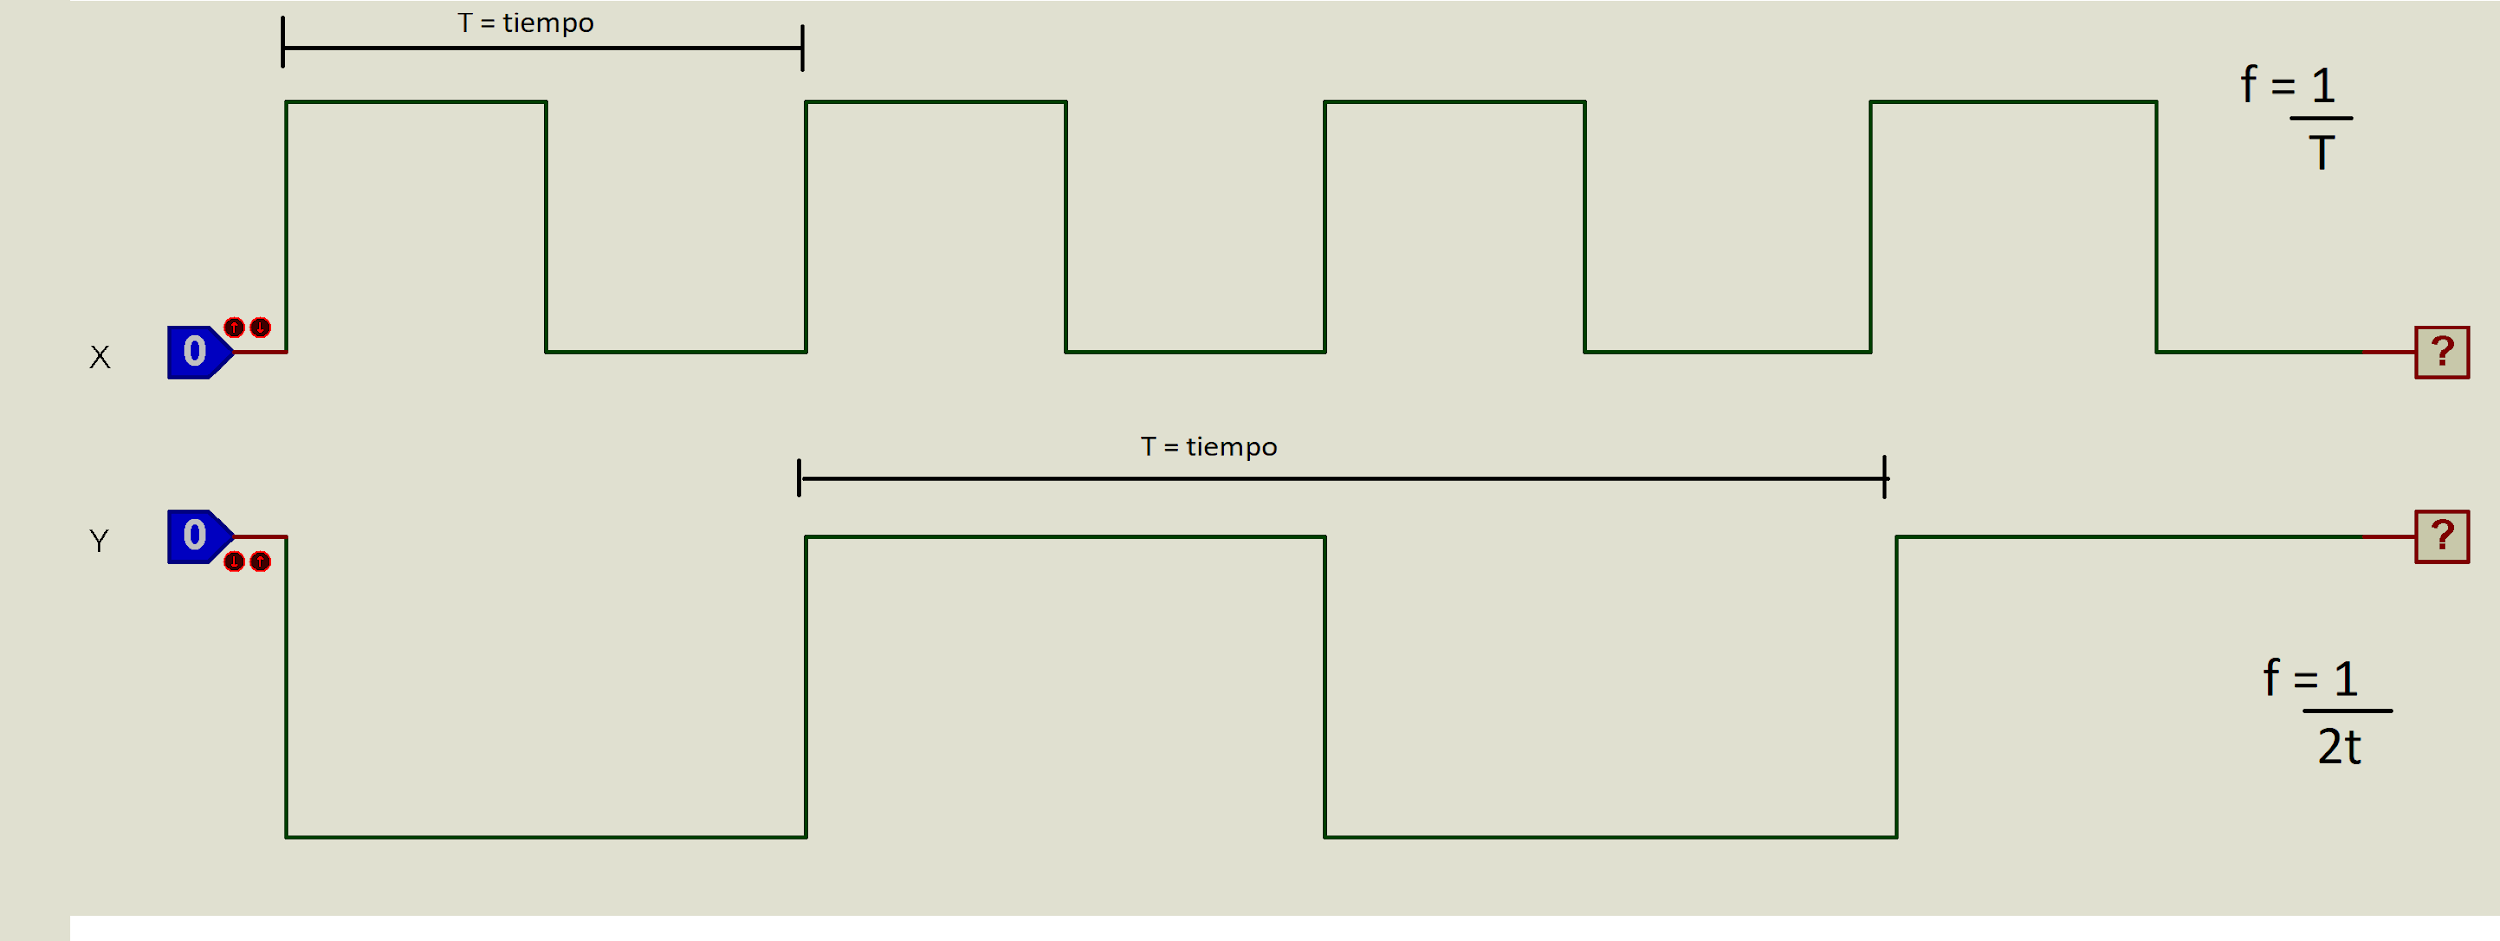 T = tiempo
f = 1
T
X
0
?
T = tiempo
Y
0
?
f = 1
2t